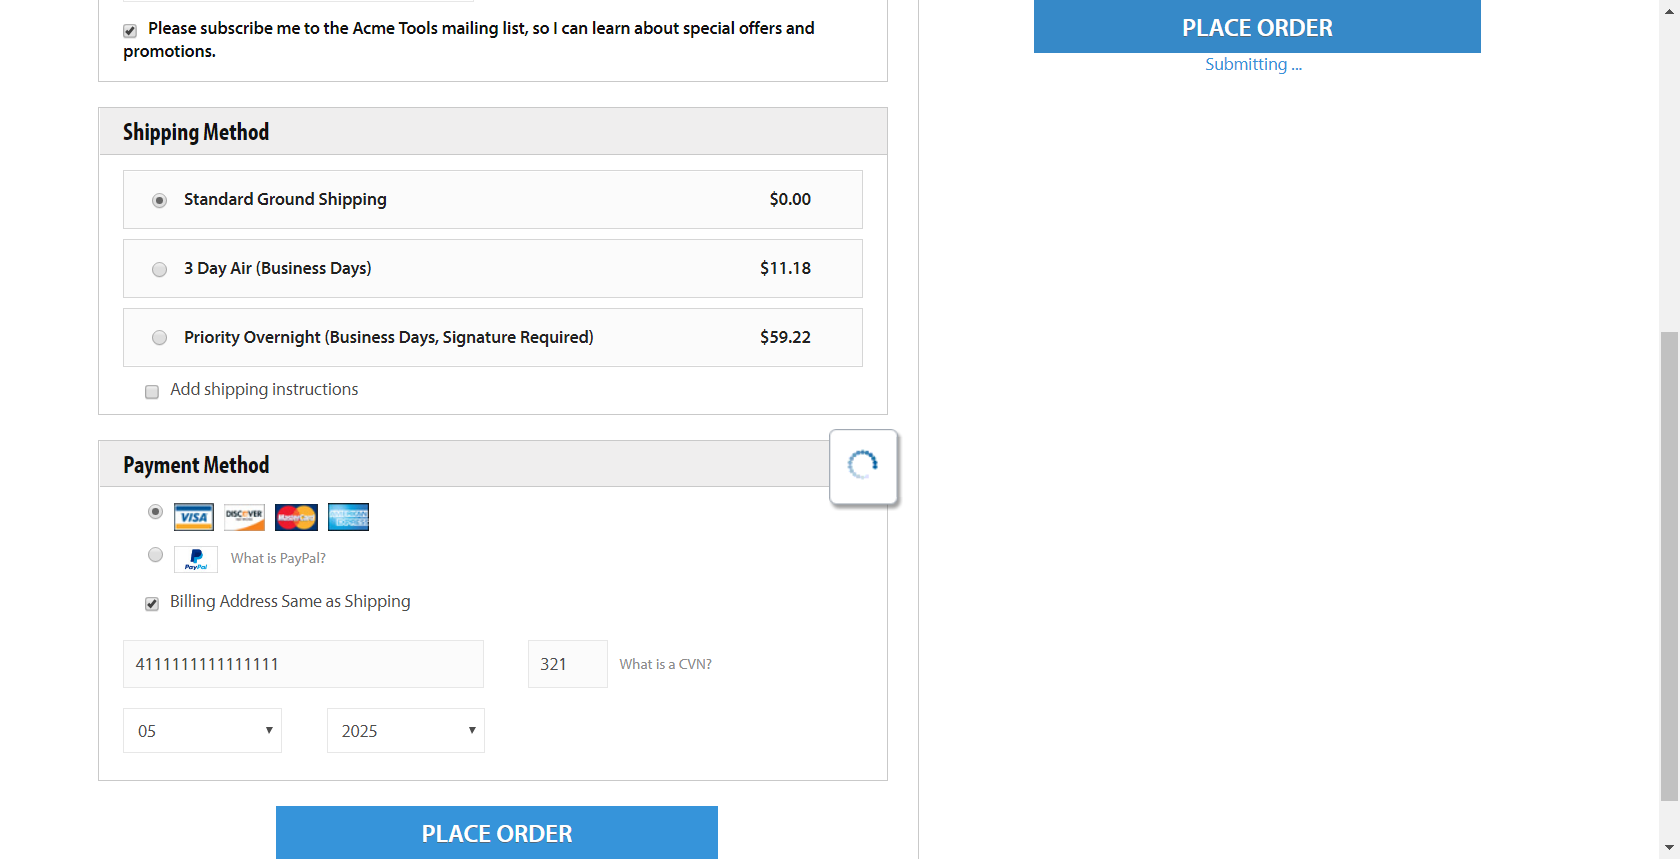 Please subscribe me to the Acme Tools mailing list, so I can learn about special offers and
promotions.
Shipping Method
Standard Ground Shipping $0.00
3 Day Air (Business Days) $11.18
Priority Overnight (Business Days, Signature Required) $59.22
Add shipping instructions
Payment Method
VISA DISCOVER MasterCard AMERICAN EXPRESS
PayPal What is PayPal?
Billing Address Same as Shipping
4111111111111111 321 What is a CVN?
05 2025
PLACE ORDER
PLACE ORDER
Submitting ...